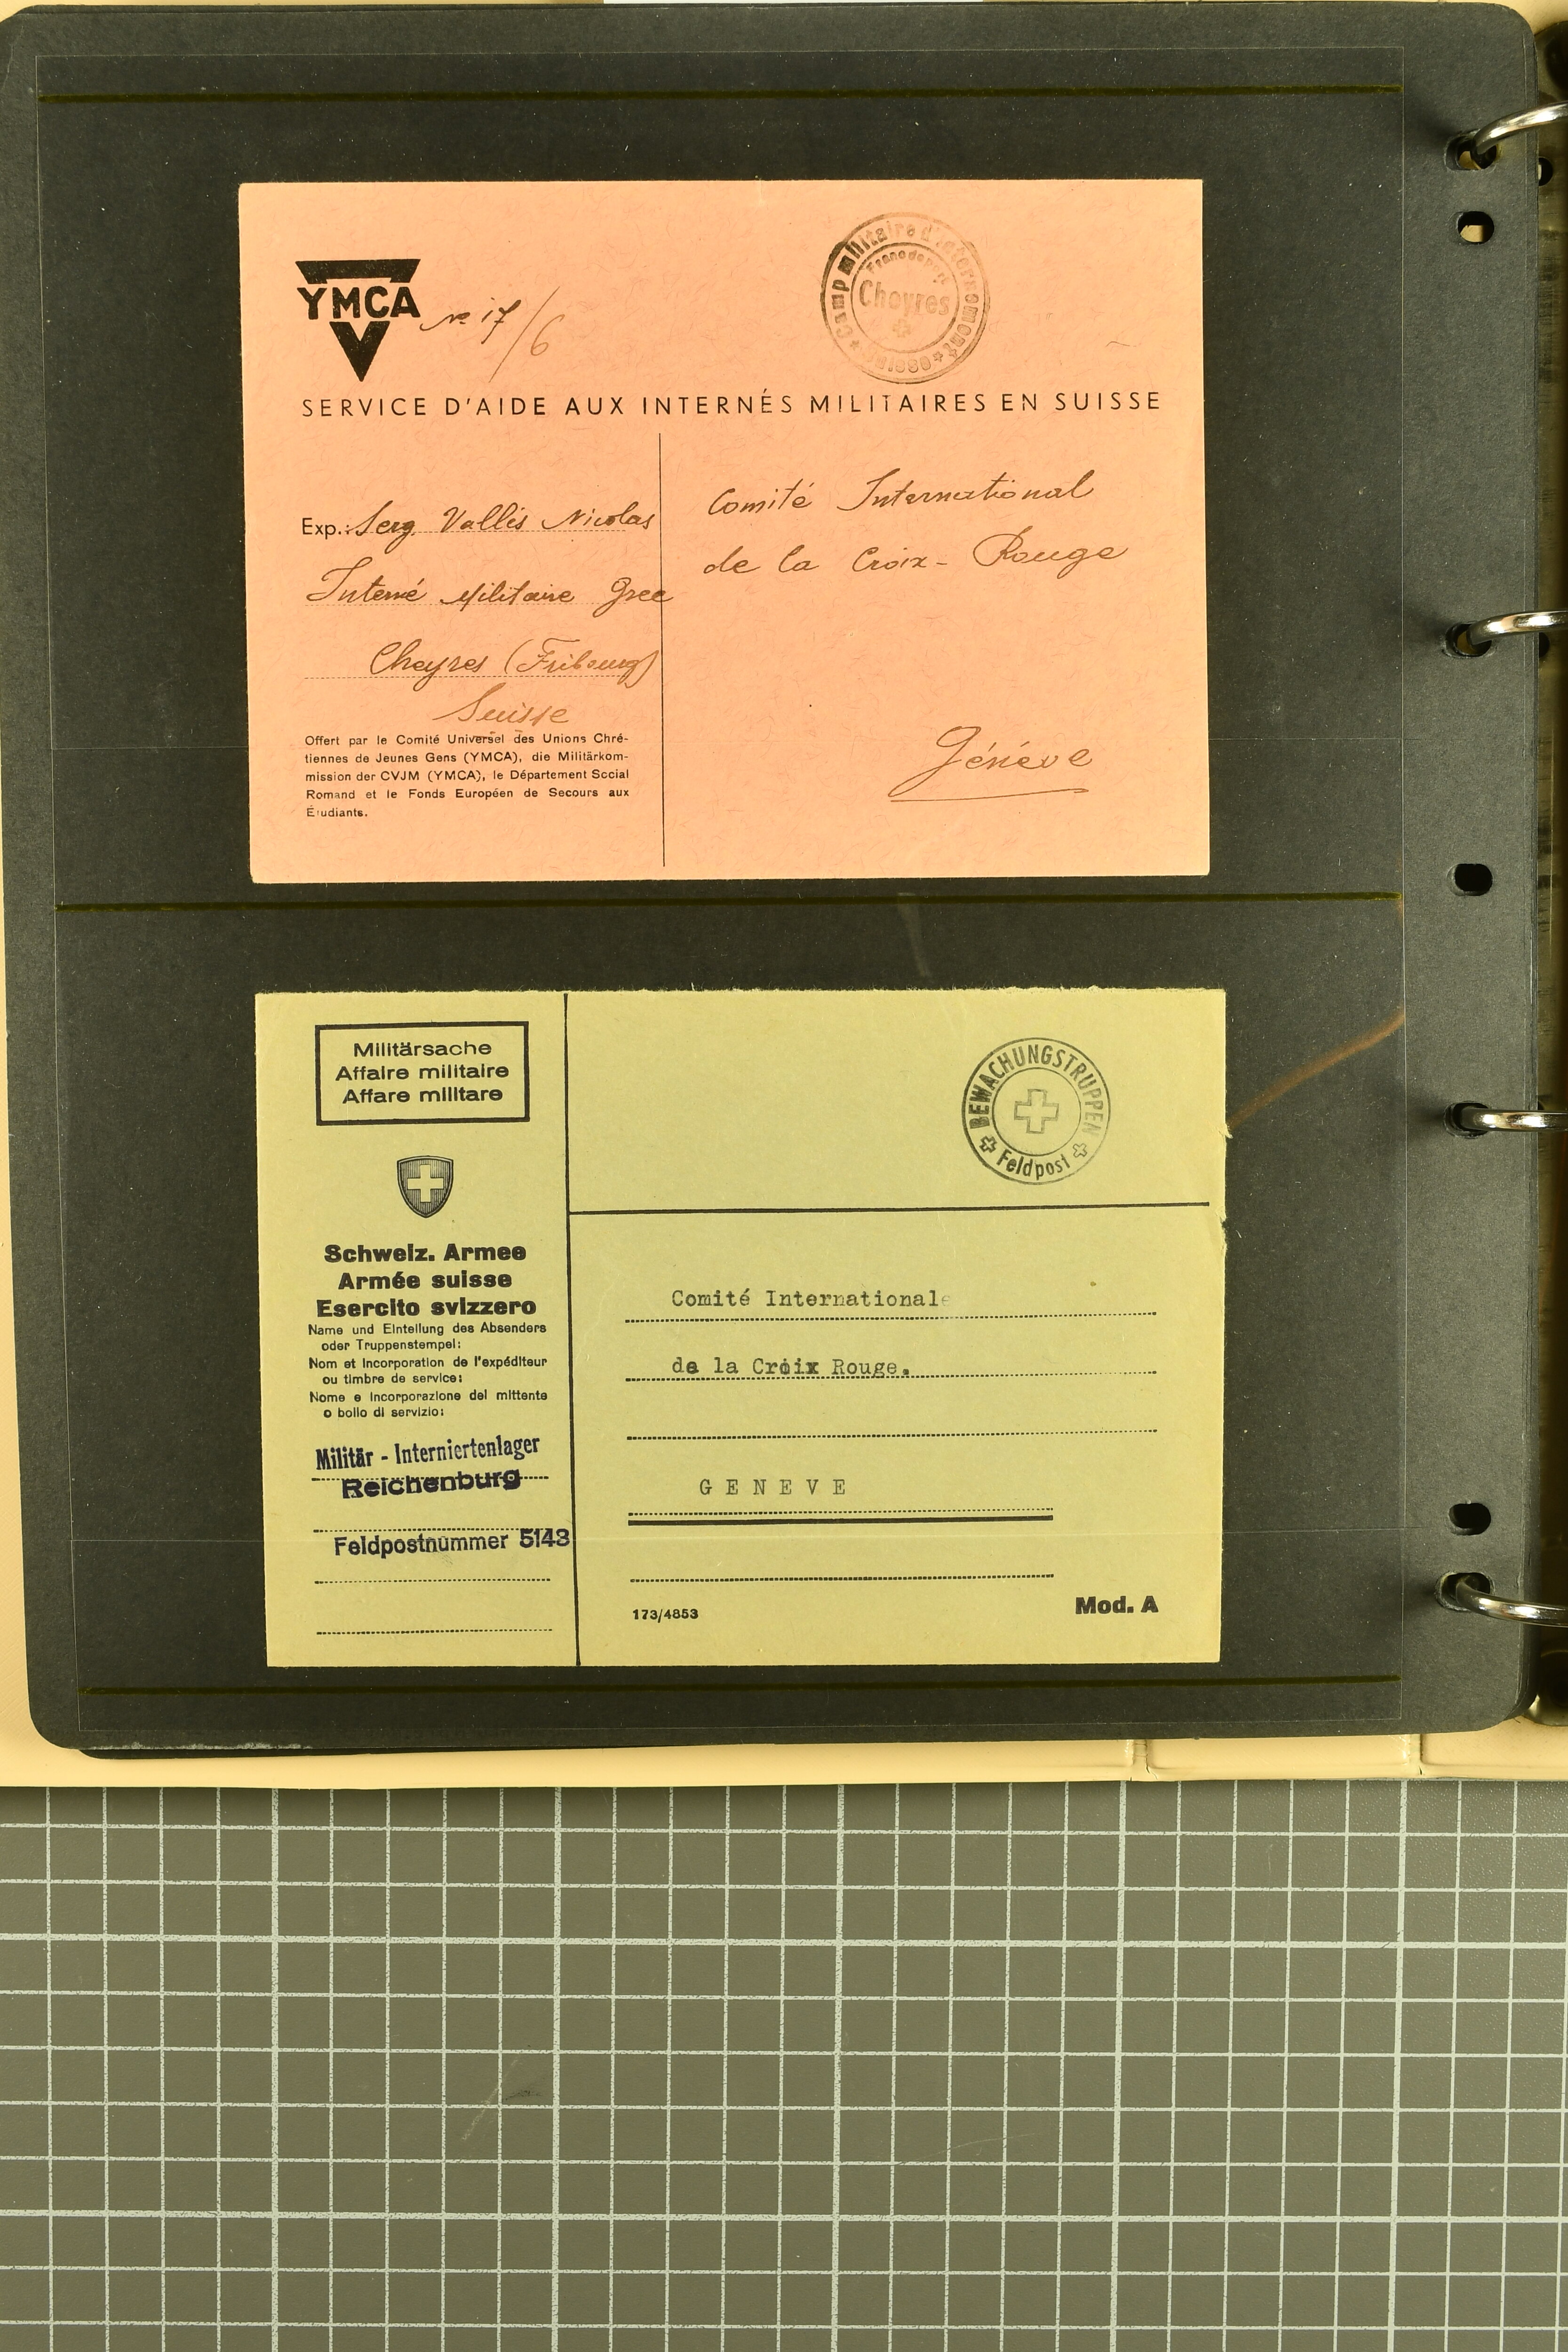 YMCA
No 17/6
Camp militaire d'internement
Franc de port
Cheyres
Suisse
SERVICE D'AIDE AUX INTERNÉS MILITAIRES EN SUISSE
Exp.: Serg. Vallis Nicolas
Interné Militaire Grec
Cheyres (Fribourg)
Suisse
Offert par le Comité Universel des Unions Chré-
tiennes de Jeunes Gens (YMCA), die Militärkom-
mission der CVJM (YMCA), le Département Social
Romand et le Fonds Européen de Secours aux
Étudiants.
Comité International
de la Croix-Rouge
Généve
Militärsache
Affaire militaire
Affare militare
Schweiz. Armee
Armée suisse
Esercito svizzero
Name und Einteilung des Absenders
oder Truppenstempel:
Nom et incorporation de l'expéditeur
ou timbre de service:
Nome e incorporazione del mittente
o bollo di servizio:
Militär - Interniertenlager
Reichenburg
Feldpostnummer 5143
BEWACHUNGSTRUPPEN
Feldpost
Comité Internationale
de la Croix Rouge.
GENEVE
173/4853
Mod. A